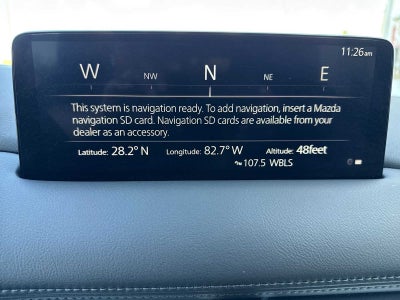 11:26am
W NW N NE E
This system is navigation ready. To add navigation, insert a Mazda
navigation SD card. Navigation SD cards are available from your
dealer as an accessory.
Latitude: 28.2° N Longitude: 82.7° W Altitude: 48feet
107.5 WBLS